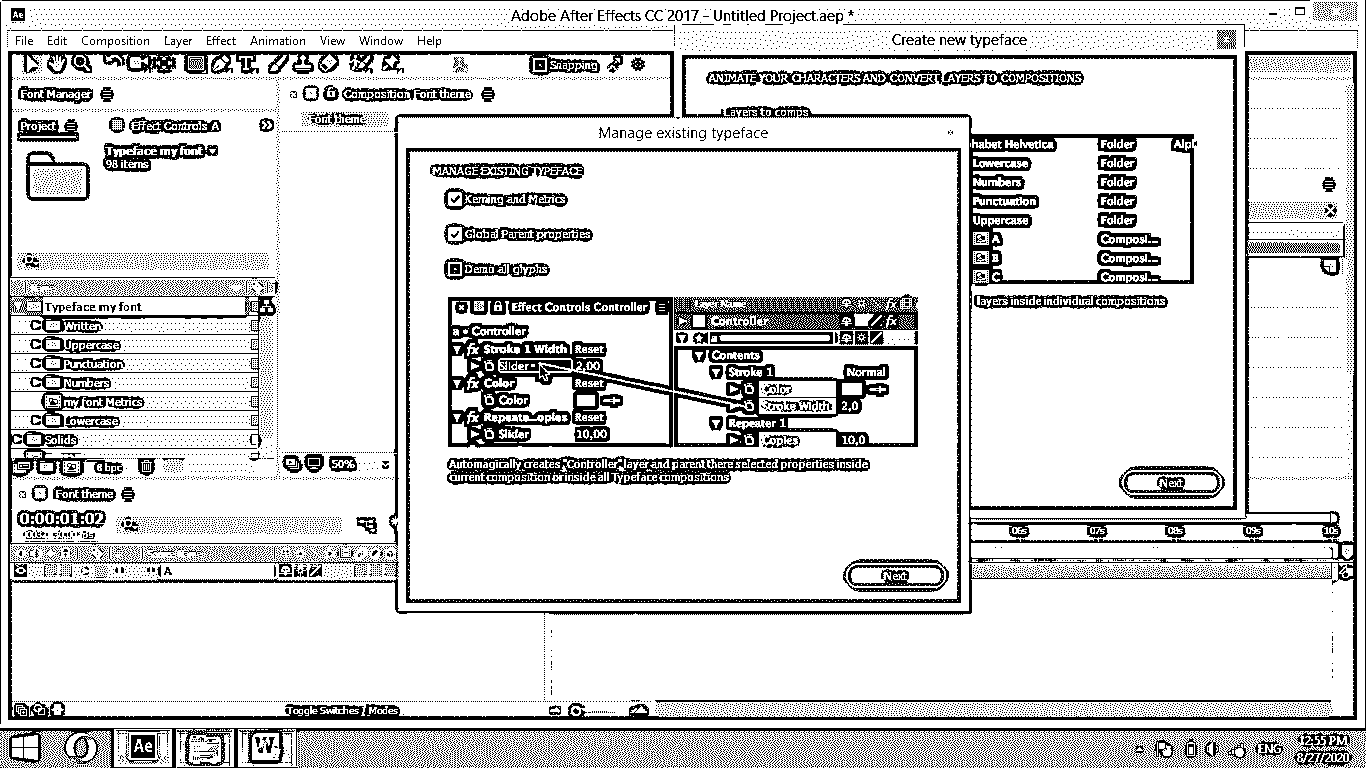 Adobe After Effects CC 2017 - Untitled Project.aep *
File Edit Composition Layer Effect Animation View Window Help
Create new typeface
Snapping
ANIMATE YOUR CHARACTERS AND CONVERT LAYERS TO COMPOSITIONS
Font Manager
Composition Font theme
Layers to comps
Project
Effect Controls A
Font theme
Typeface my font
98 items
Manage existing typeface
MANAGE EXISTING TYPEFACE
Kerning and Metrics
Global Parent properties
Demo all glyphs
habet Helvetica Folder Alp
Lowercase Folder
Numbers Folder
Punctuation Folder
Uppercase Folder
A Composi...
B Composi...
C Composi...
layers inside individual compositions
Typeface my font
Written
Uppercase
Punctuation
Numbers
my font Metrics
Lowercase
Solids
8 bpc
50%
Effect Controls Controller
a • Controller
fx Stroke 1 Width Reset
Slider 2,00
fx Color Reset
Color
fx Repeate..opies Reset
Slider 10,00
Layer Name
Controller
a
Contents
Stroke 1 Normal
Color
Stroke Width 2,0
Repeater 1
Copies 10,0
Automagically creates "Controller" layer and parent there selected properties inside
current composition or inside all Typeface compositions
Next
Next
Font theme
0:00:01:02
06s 07s 08s 09s 10s
A
Toggle Switches / Modes
Ae
W
ENG
12:55 PM
8/27/2020